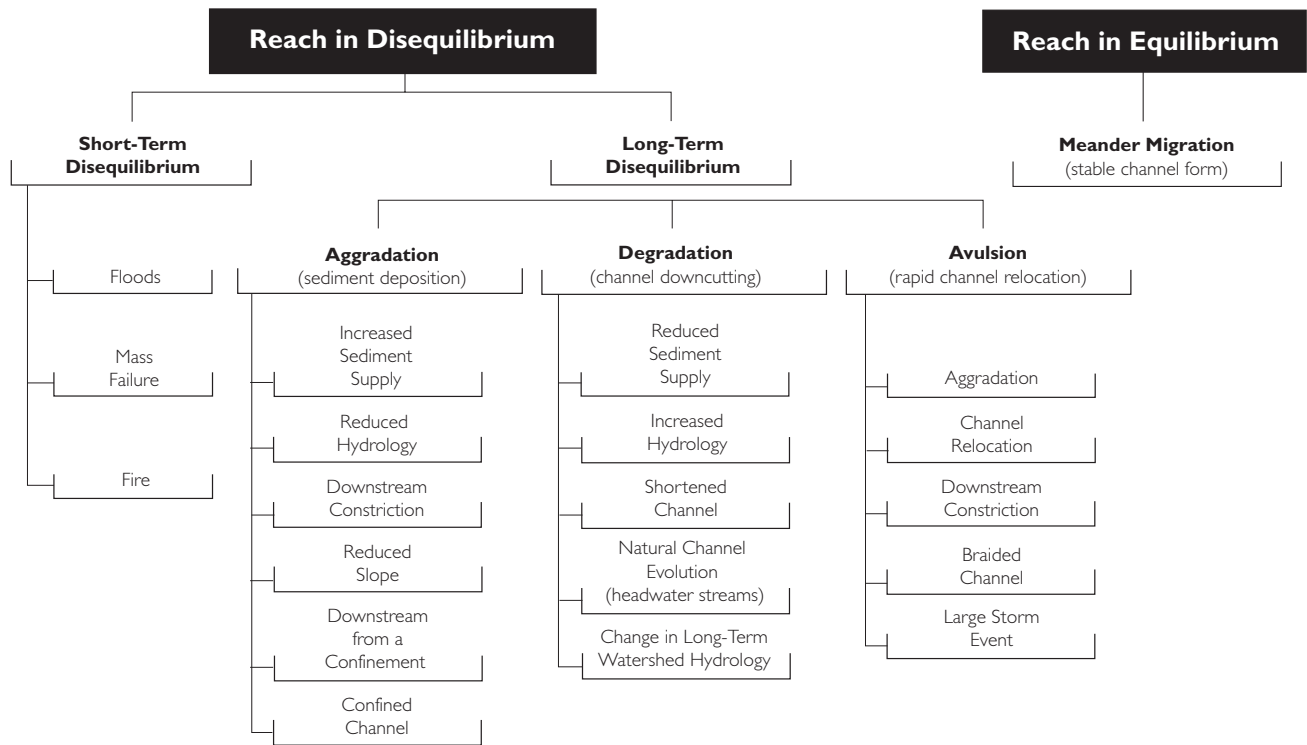 Reach in Disequilibrium
Reach in Equilibrium
Short-Term
Disequilibrium
Long-Term
Disequilibrium
Meander Migration
(stable channel form)
Floods
Mass
Failure
Fire
Aggradation
(sediment deposition)
Increased
Sediment
Supply
Reduced
Hydrology
Downstream
Constriction
Reduced
Slope
Downstream
from a
Confinement
Confined
Channel
Degradation
(channel downcutting)
Reduced
Sediment
Supply
Increased
Hydrology
Shortened
Channel
Natural Channel
Evolution
(headwater streams)
Change in Long-Term
Watershed Hydrology
Avulsion
(rapid channel relocation)
Aggradation
Channel
Relocation
Downstream
Constriction
Braided
Channel
Large Storm
Event